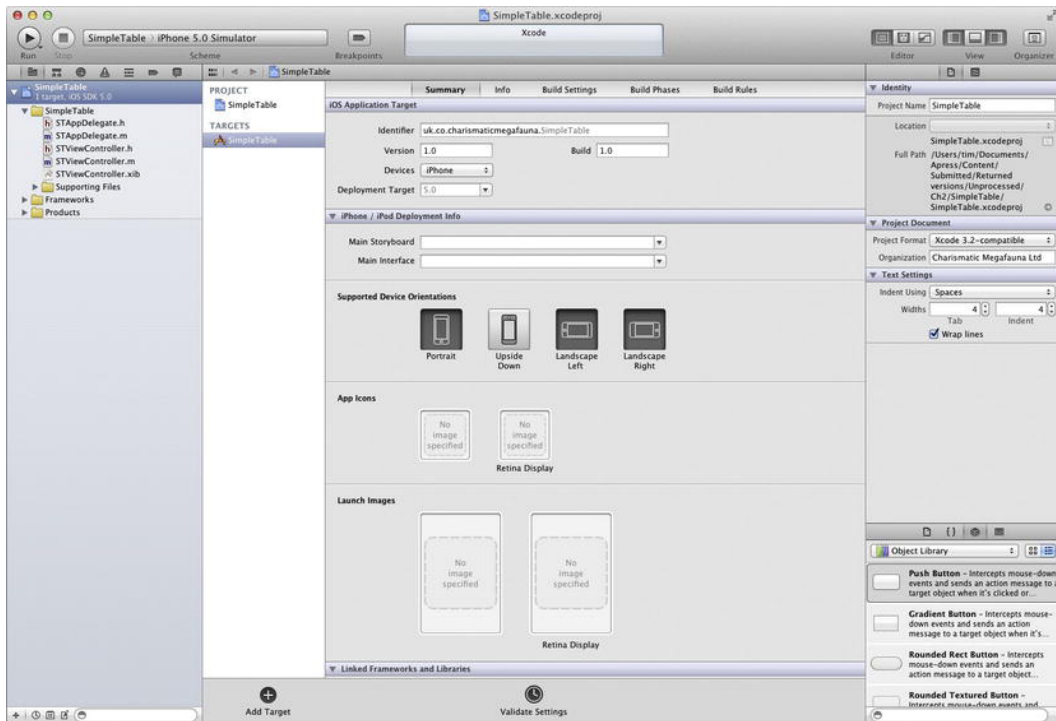 SimpleTable.xcodeproj
SimpleTable
iPhone 5.0 Simulator
Xcode
Run
Stop
Scheme
Breakpoints
Editor
View
Organizer
SimpleTable
1 target, iOS SDK 5.0
SimpleTable
STAppDelegate.h
STAppDelegate.m
STViewController.h
STViewController.m
STViewController.xib
Supporting Files
Frameworks
Products
SimpleTable
PROJECT
SimpleTable
TARGETS
SimpleTable
Summary
Info
Build Settings
Build Phases
Build Rules
iOS Application Target
Identifier
uk.co.charismaticmegafauna.SimpleTable
Version
1.0
Build
1.0
Devices
iPhone
Deployment Target
5.0
iPhone / iPod Deployment Info
Main Storyboard
Main Interface
Supported Device Orientations
Portrait
Upside
Down
Landscape
Left
Landscape
Right
App Icons
No
image
specified
No
image
specified
Retina Display
Launch Images
No
image
specified
No
image
specified
Retina Display
Linked Frameworks and Libraries
Add Target
Validate Settings
Identity
Project Name
SimpleTable
Location
SimpleTable.xcodeproj
Full Path
/Users/tim/Documents/
Apress/Content/
Submitted/Returned
versions/Unprocessed/
Ch2/SimpleTable/
SimpleTable.xcodeproj
Project Document
Project Format
Xcode 3.2-compatible
Organization
Charismatic Megafauna Ltd
Text Settings
Indent Using
Spaces
Widths
4
4
Tab
Indent
Wrap lines
Object Library
Push Button - Intercepts mouse-down
events and sends an action message to a
target object when it's clicked or...
Gradient Button - Intercepts mouse-
down events and sends an action
message to a target object when it's...
Rounded Rect Button - Intercepts
mouse-down events and sends an
action message to a target object...
Rounded Textured Button -
Intercepts mouse-down events and